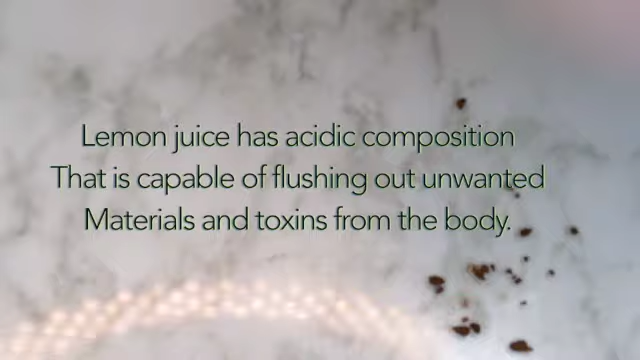 Lemon juice has acidic composition
That is capable of flushing out unwanted
Materials and toxins from the body.